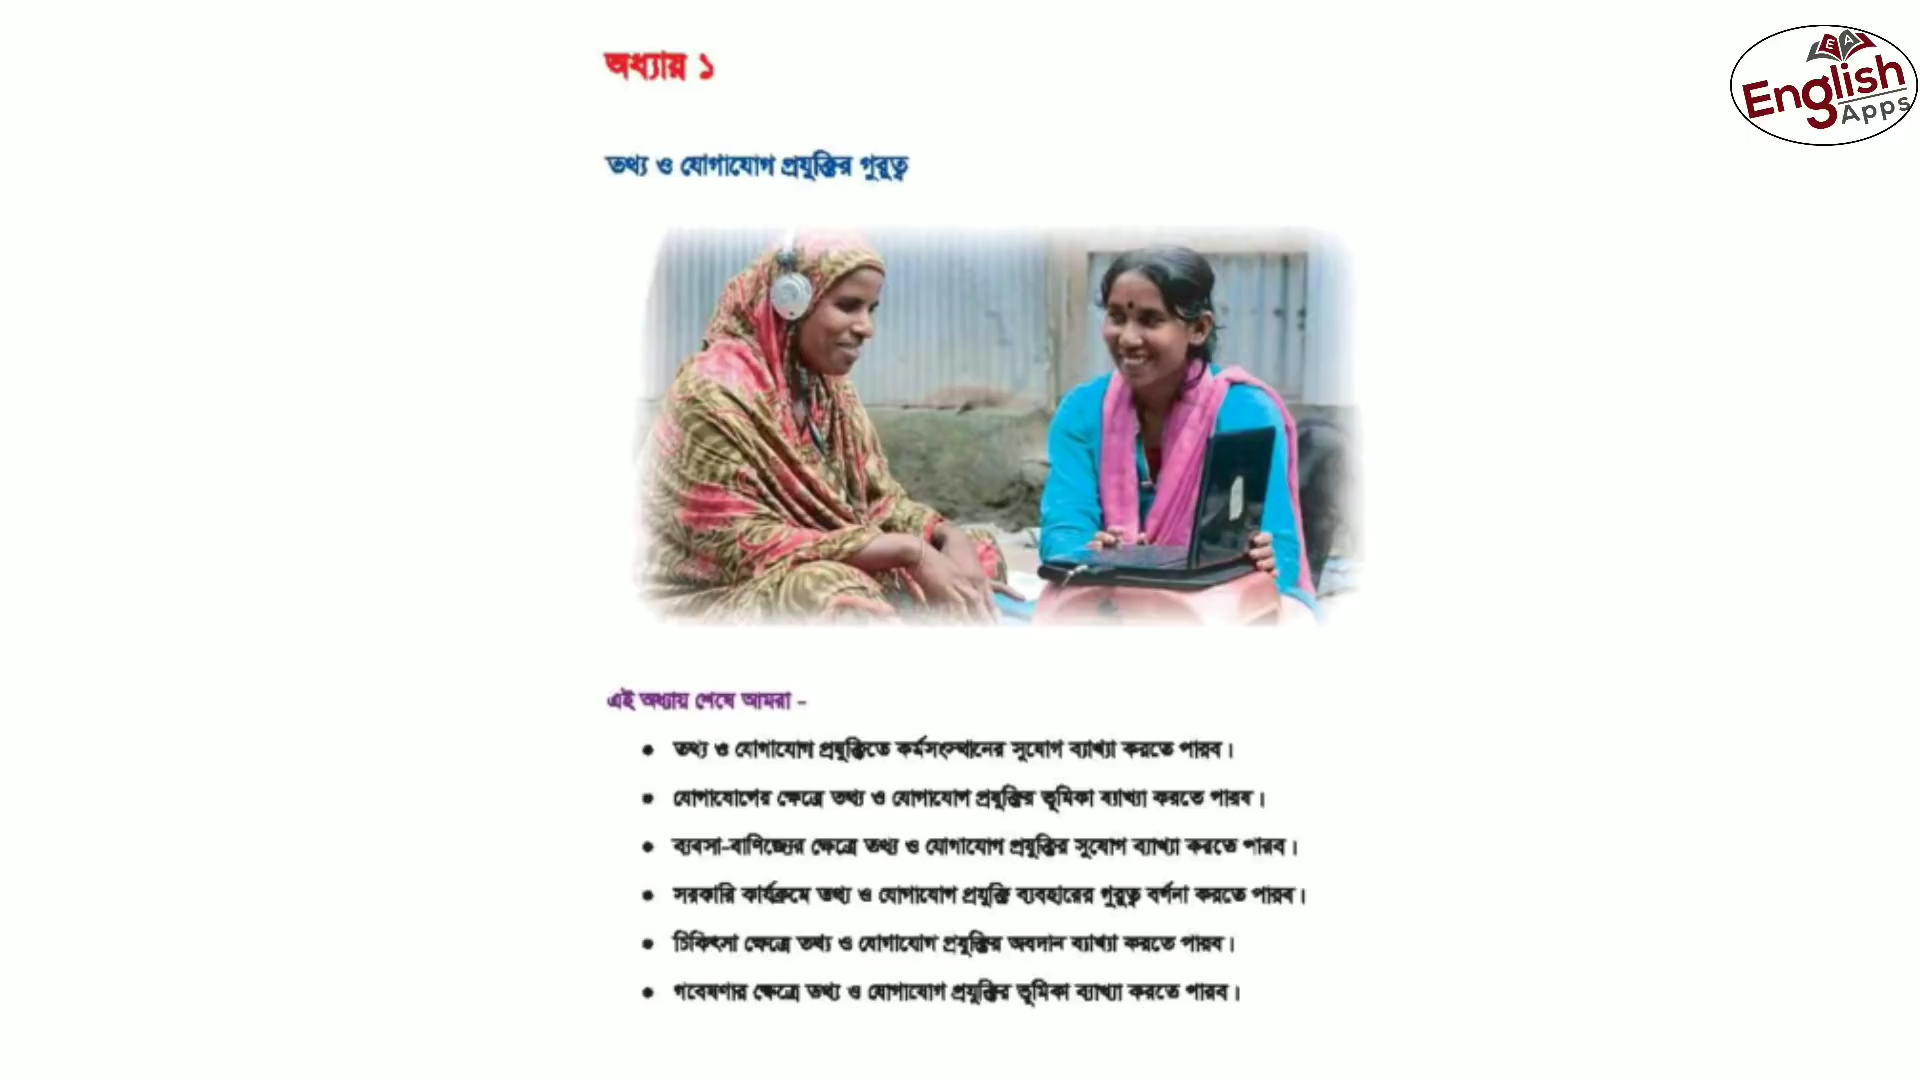 অধ্যায় ১
EA
English
Apps
তথ্য ও যোগাযোগ প্রযুক্তির গুরুত্ব
এই অধ্যায় শেষে আমরা -
• তথ্য ও যোগাযোগ প্রযুক্তিতে কর্মসংস্থানের সুযোগ ব্যাখ্যা করতে পারব।
• যোগাযোগের ক্ষেত্রে তথ্য ও যোগাযোগ প্রযুক্তির ভূমিকা ব্যাখ্যা করতে পারব।
• ব্যবসা-বাণিজ্যের ক্ষেত্রে তথ্য ও যোগাযোগ প্রযুক্তির সুযোগ ব্যাখ্যা করতে পারব।
• সরকারি কার্যক্রমে তথ্য ও যোগাযোগ প্রযুক্তি ব্যবহারের গুরুত্ব বর্ণনা করতে পারব।
• চিকিৎসা ক্ষেত্রে তথ্য ও যোগাযোগ প্রযুক্তির অবদান ব্যাখ্যা করতে পারব।
• গবেষণার ক্ষেত্রে তথ্য ও যোগাযোগ প্রযুক্তির ভূমিকা ব্যাখ্যা করতে পারব।